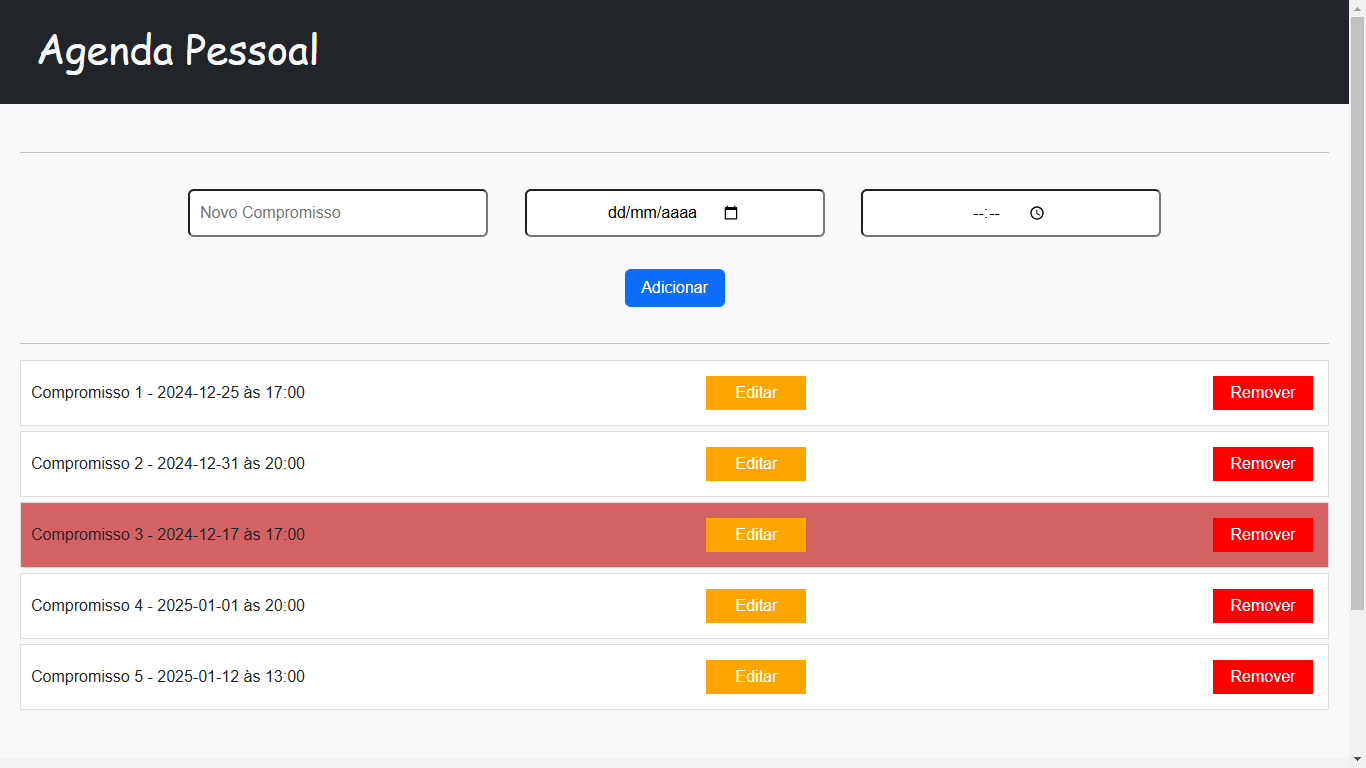 Agenda Pessoal
Novo Compromisso dd/mm/aaaa --:--
Adicionar
Compromisso 1 - 2024-12-25 às 17:00 Editar Remover
Compromisso 2 - 2024-12-31 às 20:00 Editar Remover
Compromisso 3 - 2024-12-17 às 17:00 Editar Remover
Compromisso 4 - 2025-01-01 às 20:00 Editar Remover
Compromisso 5 - 2025-01-12 às 13:00 Editar Remover